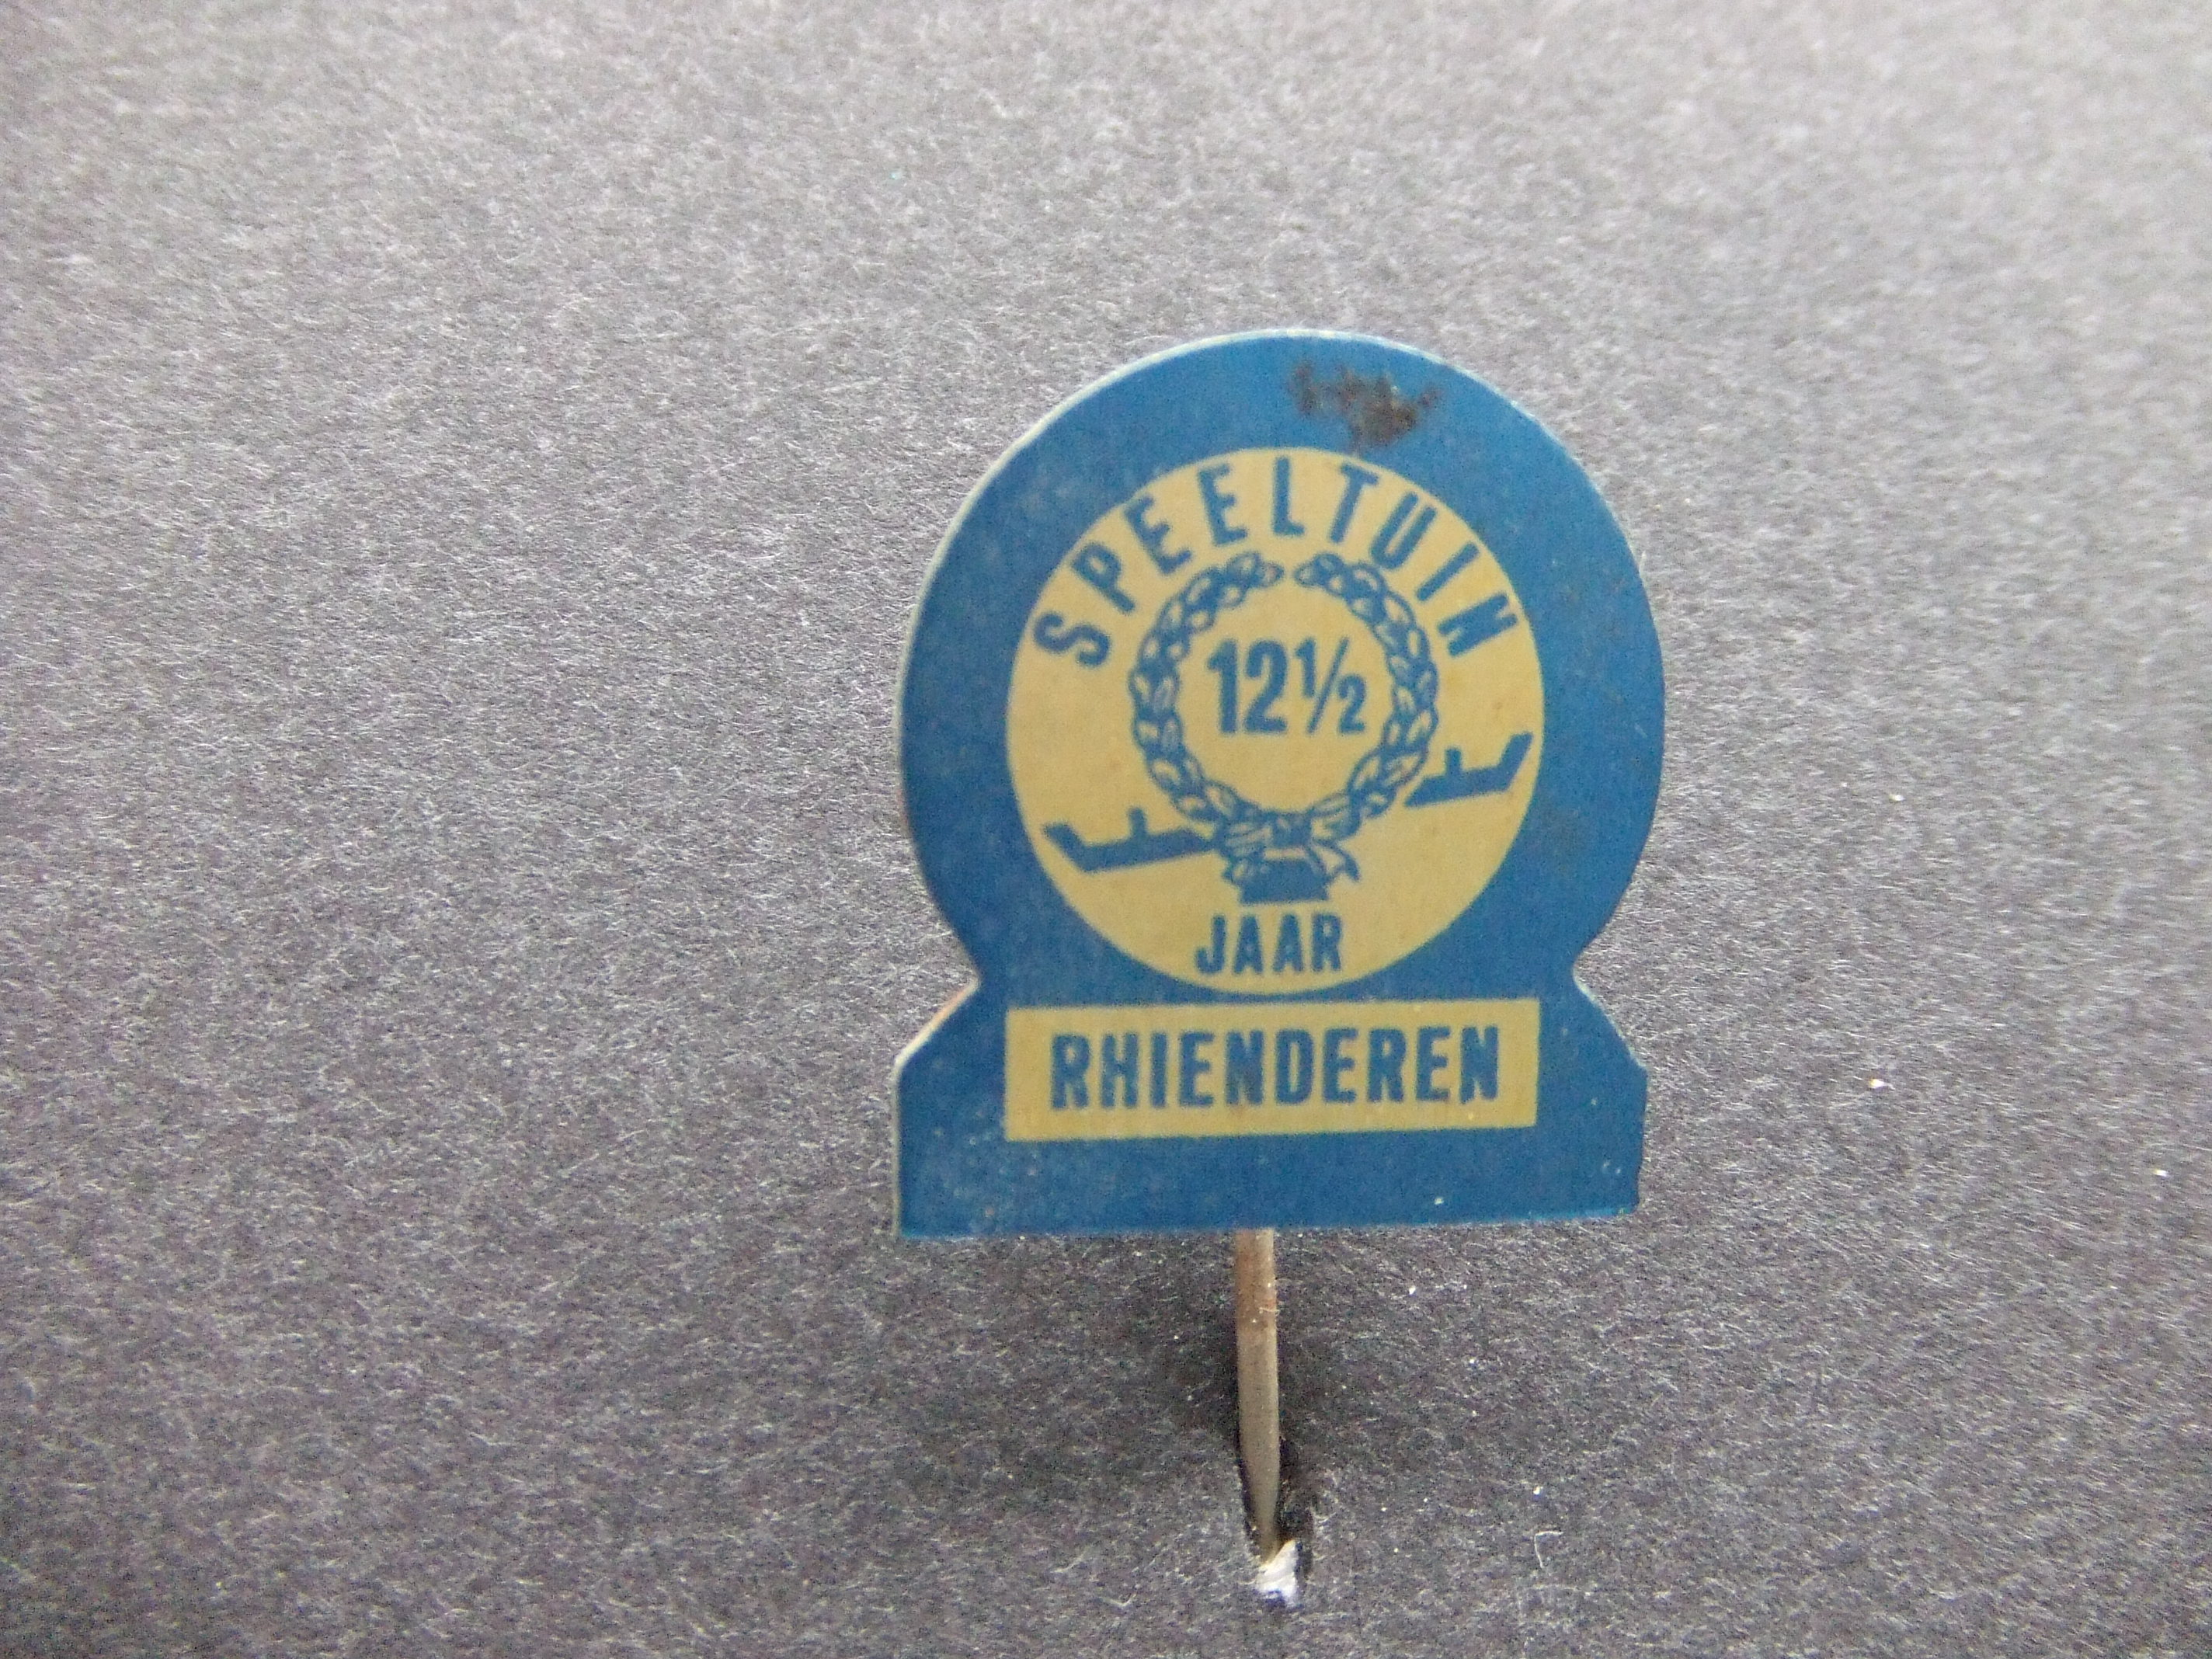 SPEELTUIN
12½
JAAR
RHIENDEREN